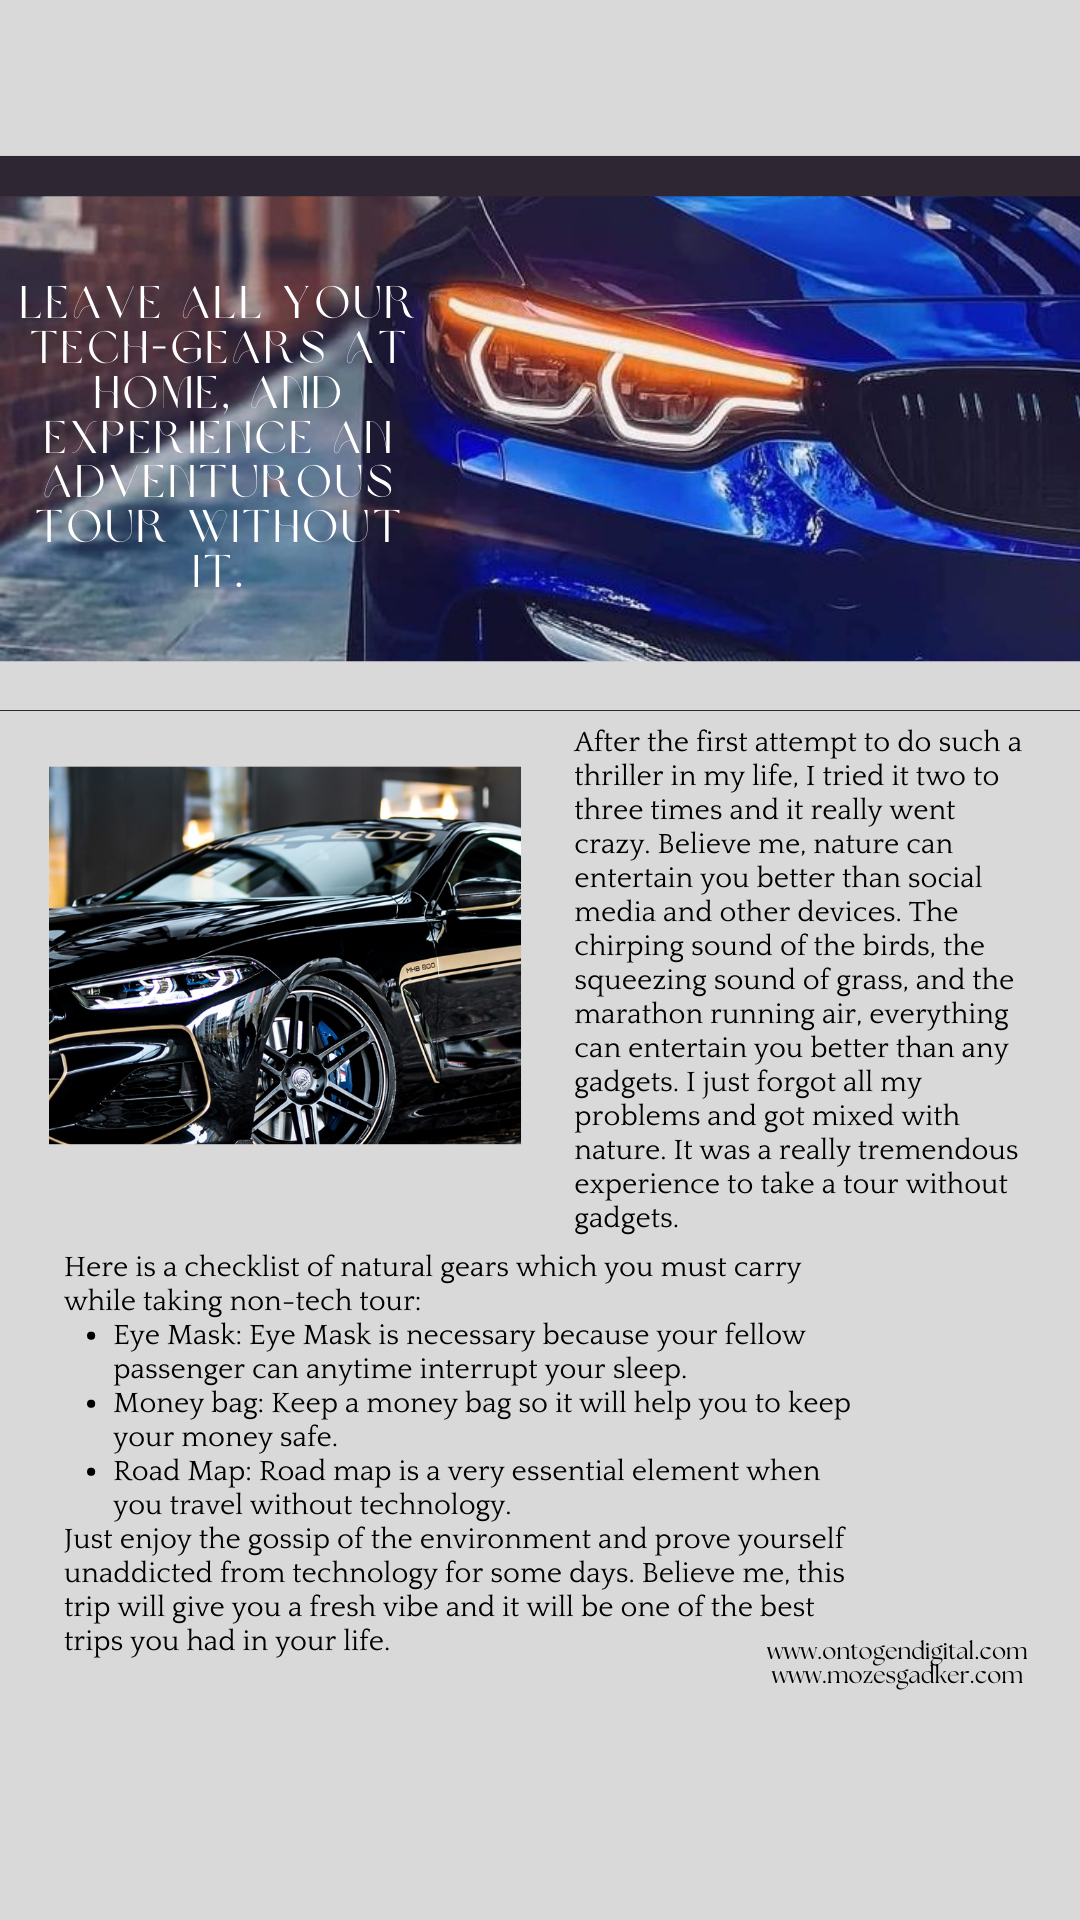 LEAVE ALL YOUR
TECH-GEARS AT
HOME, AND
EXPERIENCE AN
ADVENTUROUS
TOUR WITHOUT
IT.
After the first attempt to do such a
thriller in my life, I tried it two to
three times and it really went
crazy. Believe me, nature can
entertain you better than social
media and other devices. The
chirping sound of the birds, the
squeezing sound of grass, and the
marathon running air, everything
can entertain you better than any
gadgets. I just forgot all my
problems and got mixed with
nature. It was a really tremendous
experience to take a tour without
gadgets.
MHB 800
Here is a checklist of natural gears which you must carry
while taking non-tech tour:
• Eye Mask: Eye Mask is necessary because your fellow
passenger can anytime interrupt your sleep.
• Money bag: Keep a money bag so it will help you to keep
your money safe.
• Road Map: Road map is a very essential element when
you travel without technology.
Just enjoy the gossip of the environment and prove yourself
unaddicted from technology for some days. Believe me, this
trip will give you a fresh vibe and it will be one of the best
trips you had in your life.
www.ontogendigital.com
www.mozesgadker.com